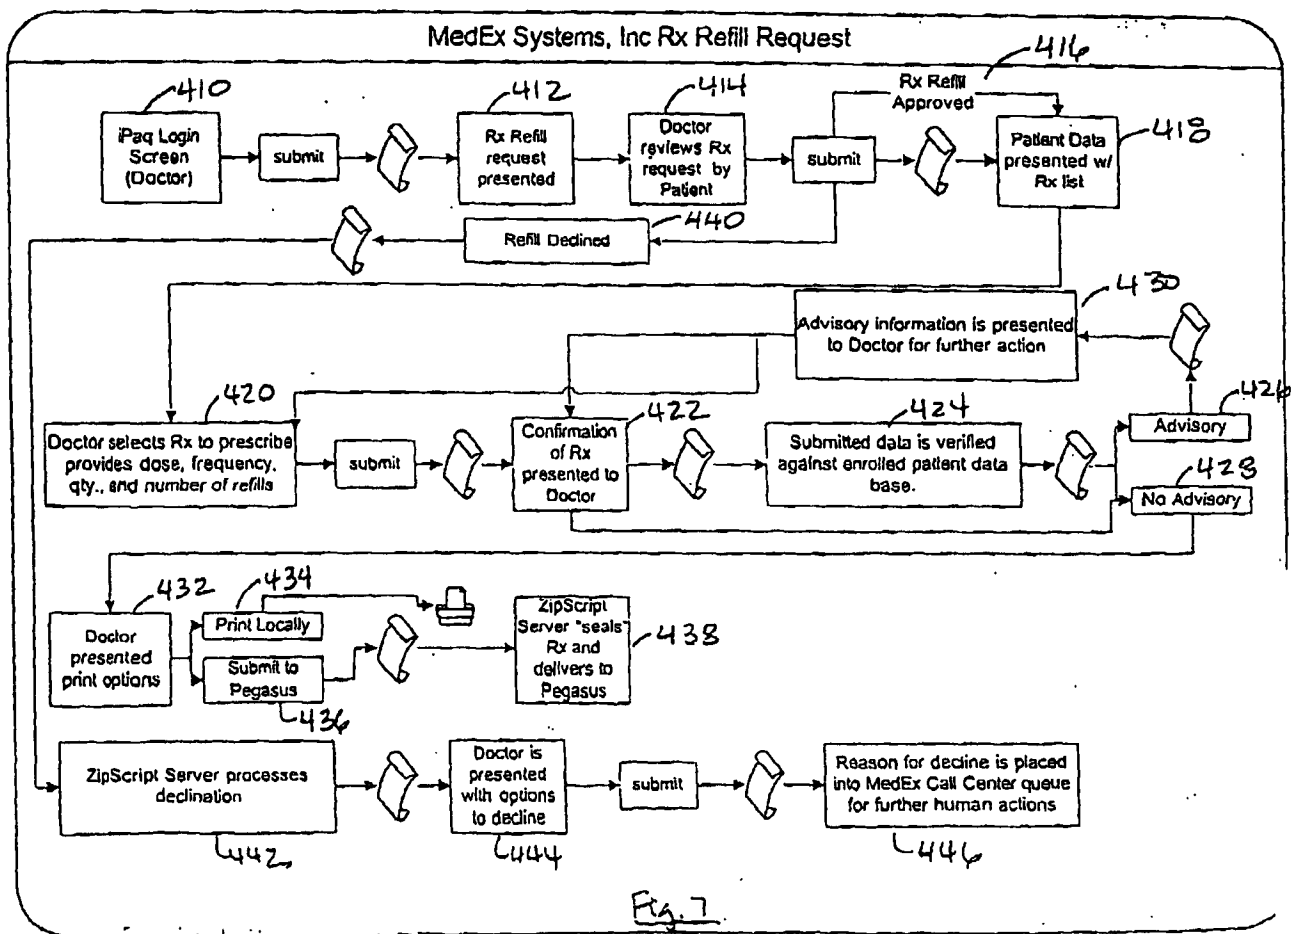 MedEx Systems, Inc Rx Refill Request
410
iPaq Login
Screen
(Doctor)
submit
412
Rx Refill
request
presented
414
Doctor
reviews Rx
request by
Patient
submit
416
Rx Refill
Approved
418
Patient Data
presented w/
Rx list
440
Refill Declined
430
Advisory information is presented
to Doctor for further action
420
Doctor selects Rx to prescribe
provides dose, frequency,
qty., and number of refills
submit
422
Confirmation
of Rx
presented to
Doctor
424
Submitted data is verified
against enrolled patient data
base.
426
Advisory
428
No Advisory
432
Doctor
presented
print options
434
Print Locally
Submit to
Pegasus
436
ZipScript
Server "seals"
Rx and
delivers to
Pegasus
438
ZipScript Server processes
declination
442
Doctor is
presented
with options
to decline
444
submit
Reason for decline is placed
into MedEx Call Center queue
for further human actions
446
Fig. 7